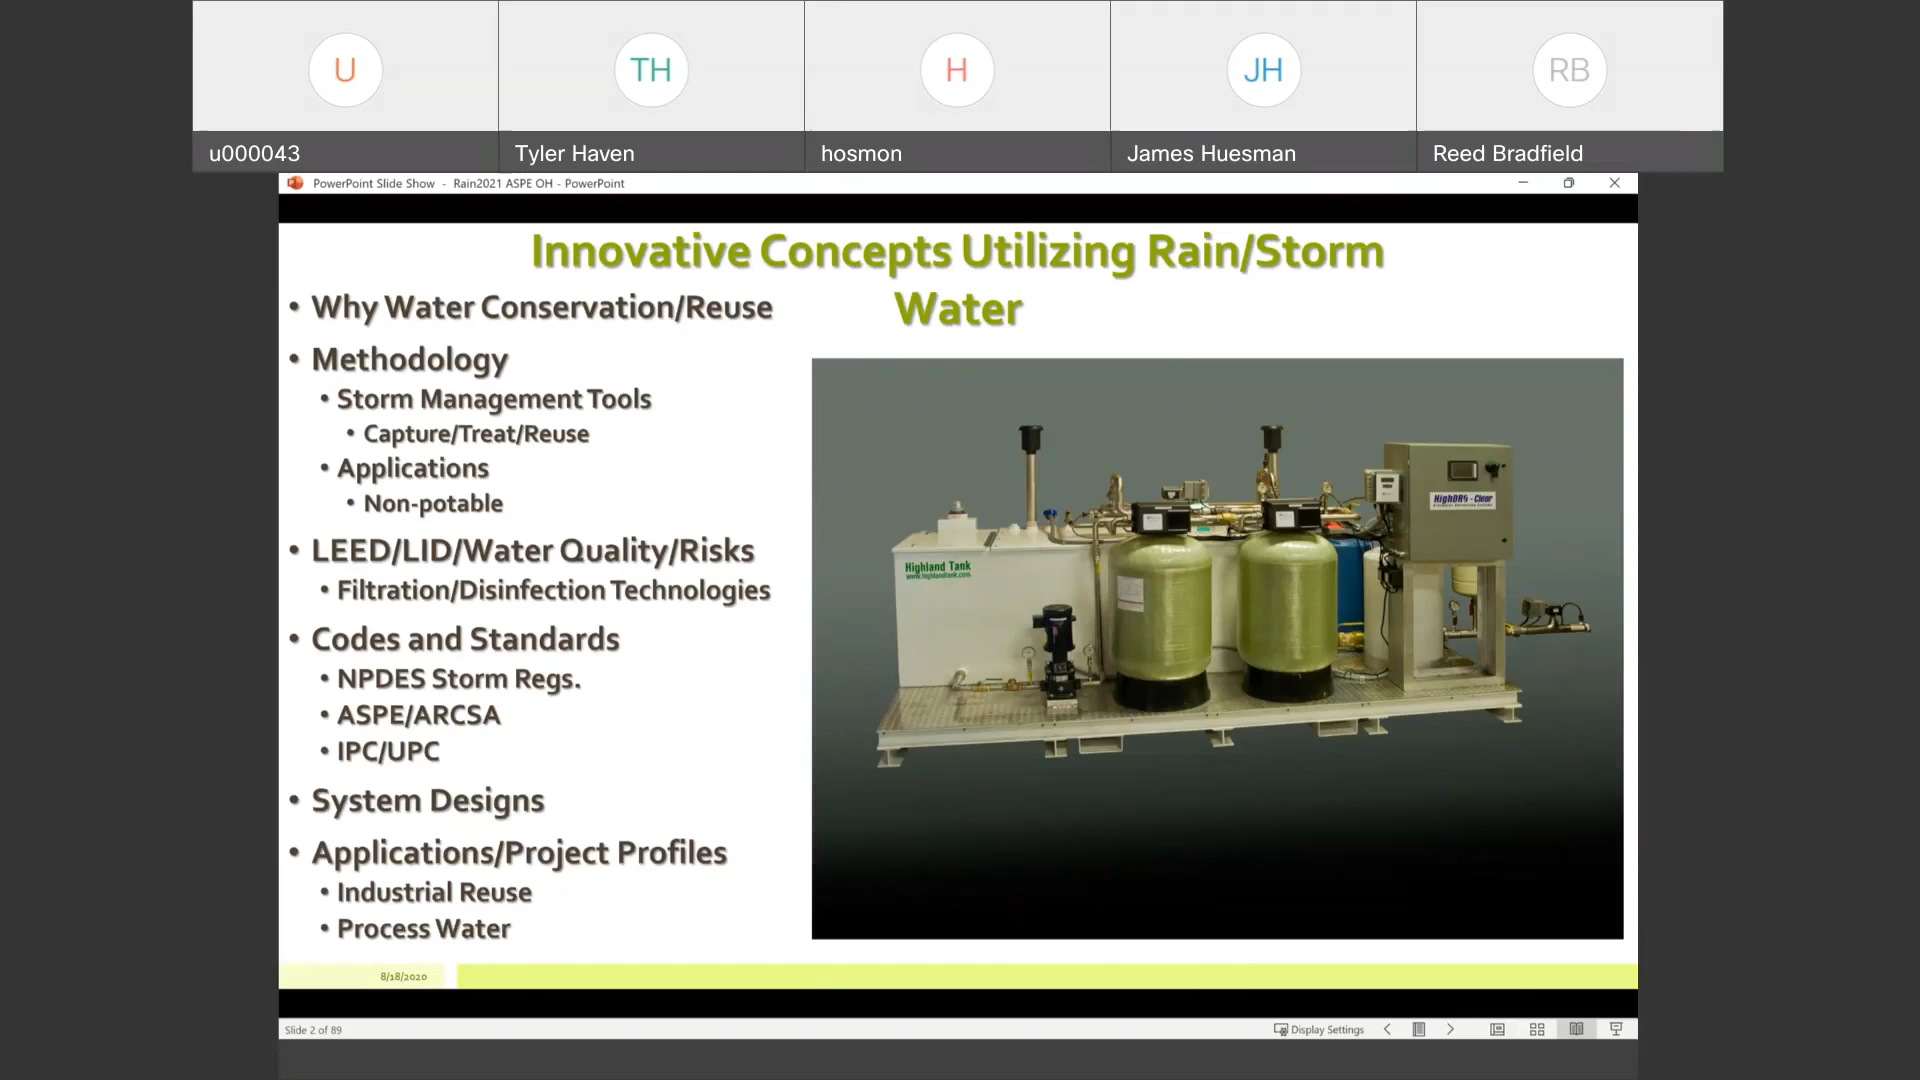 U
TH
H
JH
RB
u000043
Tyler Haven
hosmon
James Huesman
Reed Bradfield
PowerPoint Slide Show - Rain2021 ASPE OH - PowerPoint
Innovative Concepts Utilizing Rain/Storm
Water
• Why Water Conservation/Reuse
• Methodology
• Storm Management Tools
• Capture/Treat/Reuse
• Applications
• Non-potable
• LEED/LID/Water Quality/Risks
• Filtration/Disinfection Technologies
• Codes and Standards
• NPDES Storm Regs.
• ASPE/ARCSA
• IPC/UPC
• System Designs
• Applications/Project Profiles
• Industrial Reuse
• Process Water
Highland Tank
www.highlandtank.com
HighDRO - Clear
8/18/2020
Slide 2 of 89
Display Settings